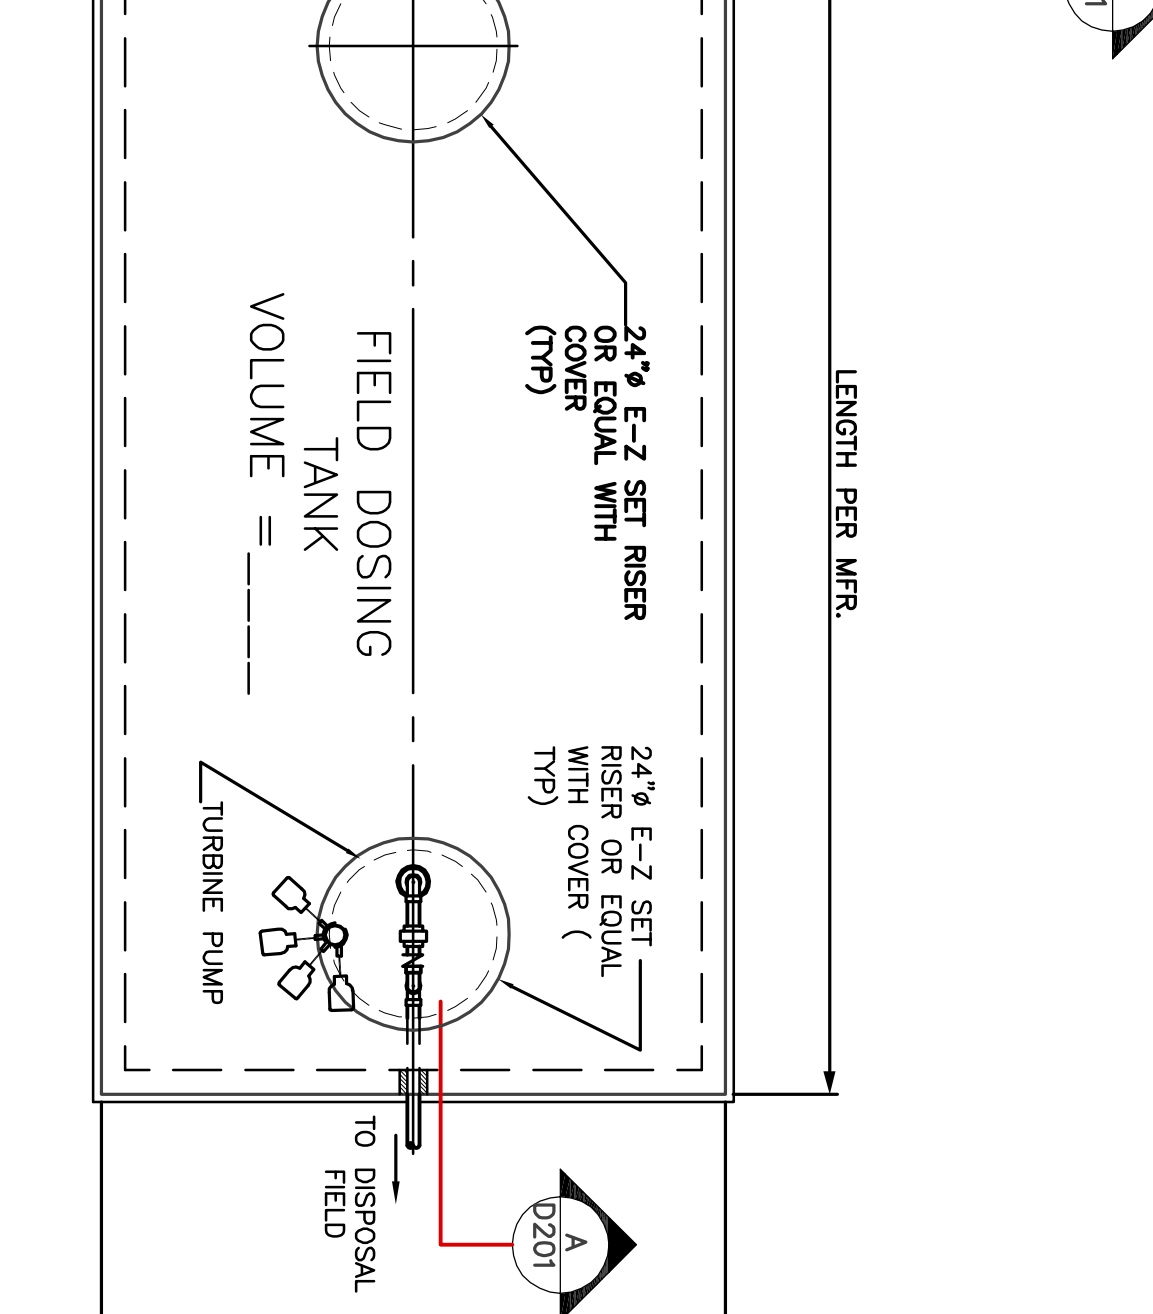 LENGTH PER MFR.
24"ø E-Z SET RISER
OR EQUAL WITH
COVER
(TYP)
24"ø E-Z SET
RISER OR EQUAL
WITH COVER (
TYP)
FIELD DOSING
TANK
VOLUME = ____
TURBINE PUMP
TO DISPOSAL
FIELD
A
D201
1